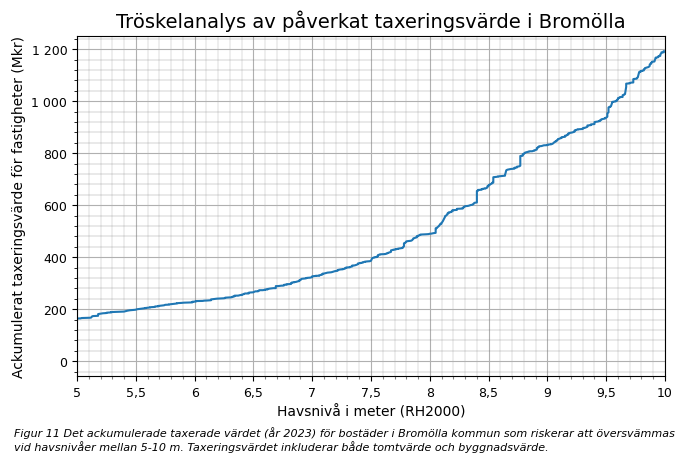 Tröskelanalys av påverkat taxeringsvärde i Bromölla
Ackumulerat taxeringsvärde för fastigheter (Mkr)
1 200
1 000
800
600
400
200
0
5 5,5 6 6,5 7 7,5 8 8,5 9 9,5 10
Havsnivå i meter (RH2000)
Figur 11 Det ackumulerade taxerade värdet (år 2023) för bostäder i Bromölla kommun som riskerar att översvämmas
vid havsnivåer mellan 5-10 m. Taxeringsvärdet inkluderar både tomtvärde och byggnadsvärde.